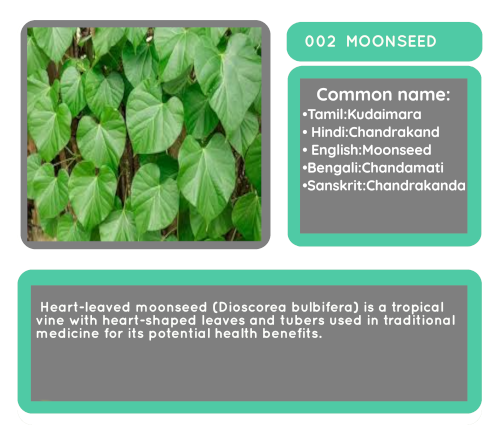 002 MOONSEED
Common name:
•Tamil:Kudaimara
• Hindi:Chandrakand
• English:Moonseed
•Bengali:Chandamati
•Sanskrit:Chandrakanda
Heart-leaved moonseed (Dioscorea bulbifera) is a tropical
vine with heart-shaped leaves and tubers used in traditional
medicine for its potential health benefits.